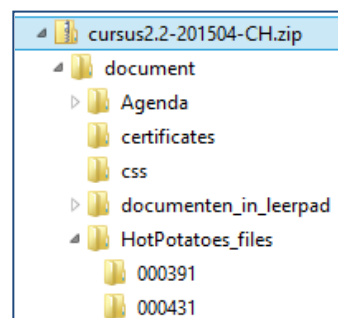 cursus2.2-201504-CH.zip
document
Agenda
certificates
css
documenten_in_leerpad
HotPotatoes_files
000391
000431